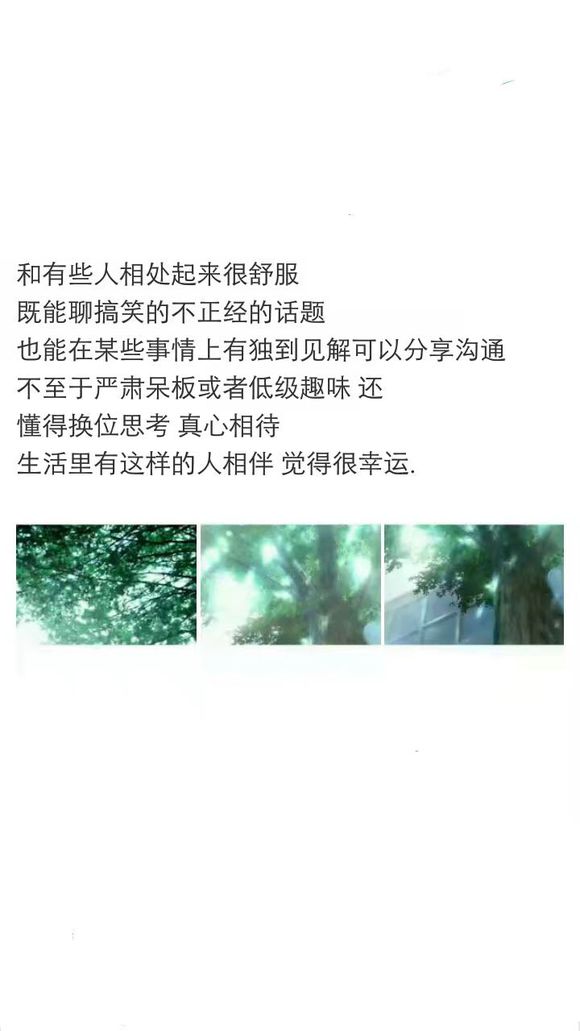 和有些人相处起来很舒服
既能聊搞笑的不正经的话题
也能在某些事情上有独到见解可以分享沟通
不至于严肃呆板或者低级趣味 还
懂得换位思考 真心相待
生活里有这样的人相伴 觉得很幸运.